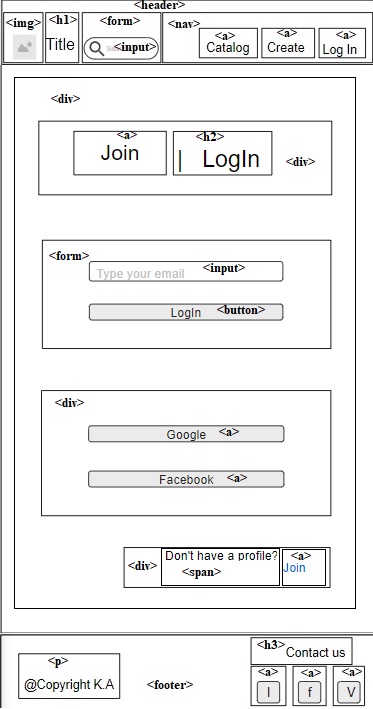 <header>
<img> <h1> <form> <nav> <a> <a> <a>
Title <input> Catalog Create Log In
<div>
<a> <h2>
Join | LogIn <div>
<form>
Type your email <input>
LogIn <button>
<div>
Google <a>
Facebook <a>
<div> Don't have a profile? <a>
<span> Join
<h3> Contact us
<p> <a> <a> <a>
@Copyright K.A <footer> I f V